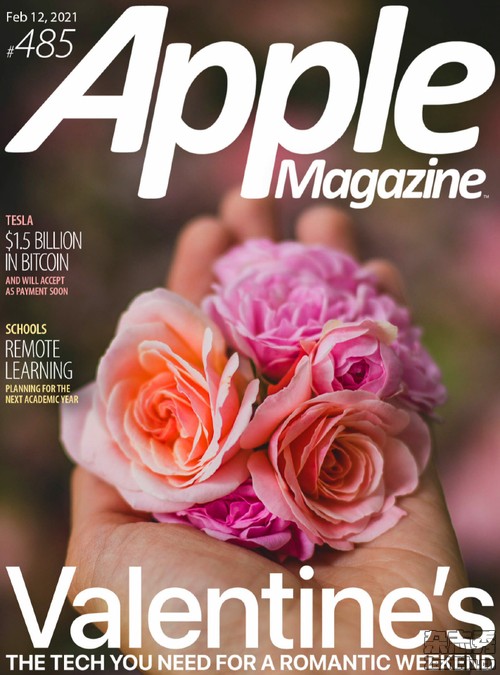 Feb 12, 2021
#485
Apple
Magazine™
TESLA
$1.5 BILLION
IN BITCOIN
AND WILL ACCEPT
AS PAYMENT SOON
SCHOOLS
REMOTE
LEARNING
PLANNING FOR THE
NEXT ACADEMIC YEAR
Valentine's
THE TECH YOU NEED FOR A ROMANTIC WEEKEND